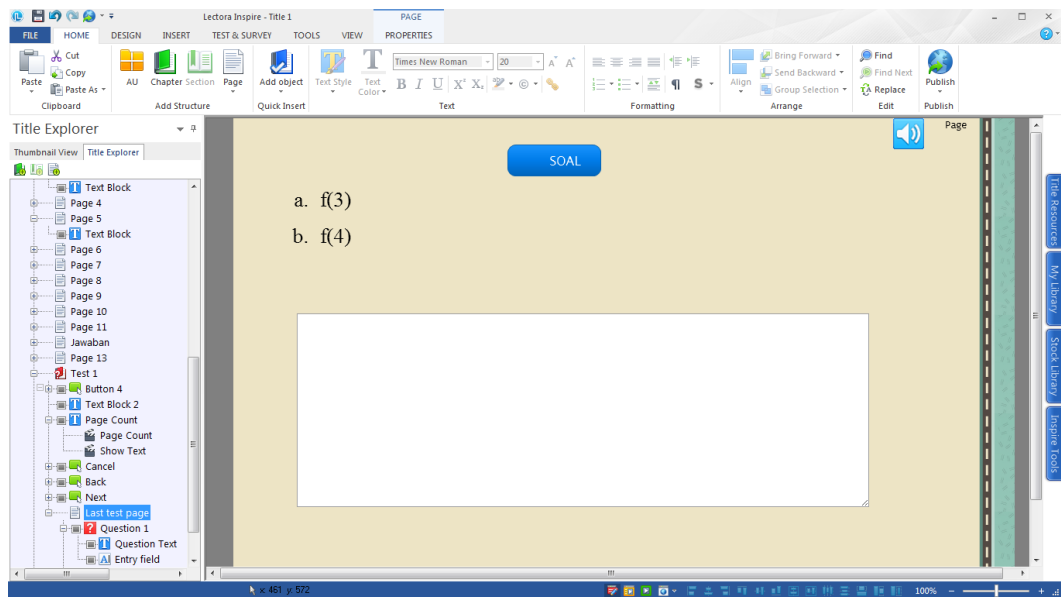 Lectora Inspire - Title 1
PAGE
FILE HOME DESIGN INSERT TEST & SURVEY TOOLS VIEW PROPERTIES
Paste
Cut
Copy
Paste As
Clipboard
AU Chapter Section Page
Add Structure
Add object
Quick Insert
Text Style
Text Color
Times New Roman 20
B I U X² X₂
Text
Formatting
Align
Bring Forward
Send Backward
Group Selection
Arrange
Find
Find Next
Replace
Edit
Publish
Publish
Title Explorer
Thumbnail View Title Explorer
Text Block
Page 4
Page 5
Text Block
Page 6
Page 7
Page 8
Page 9
Page 10
Page 11
Jawaban
Page 13
Test 1
Button 4
Text Block 2
Page Count
Page Count
Show Text
Cancel
Back
Next
Last test page
Question 1
Question Text
Entry field
Page
SOAL
a. f(3)
b. f(4)
Title Resources
My Library
Stock Library
Inspire Tools
x: 461 y: 572
100%